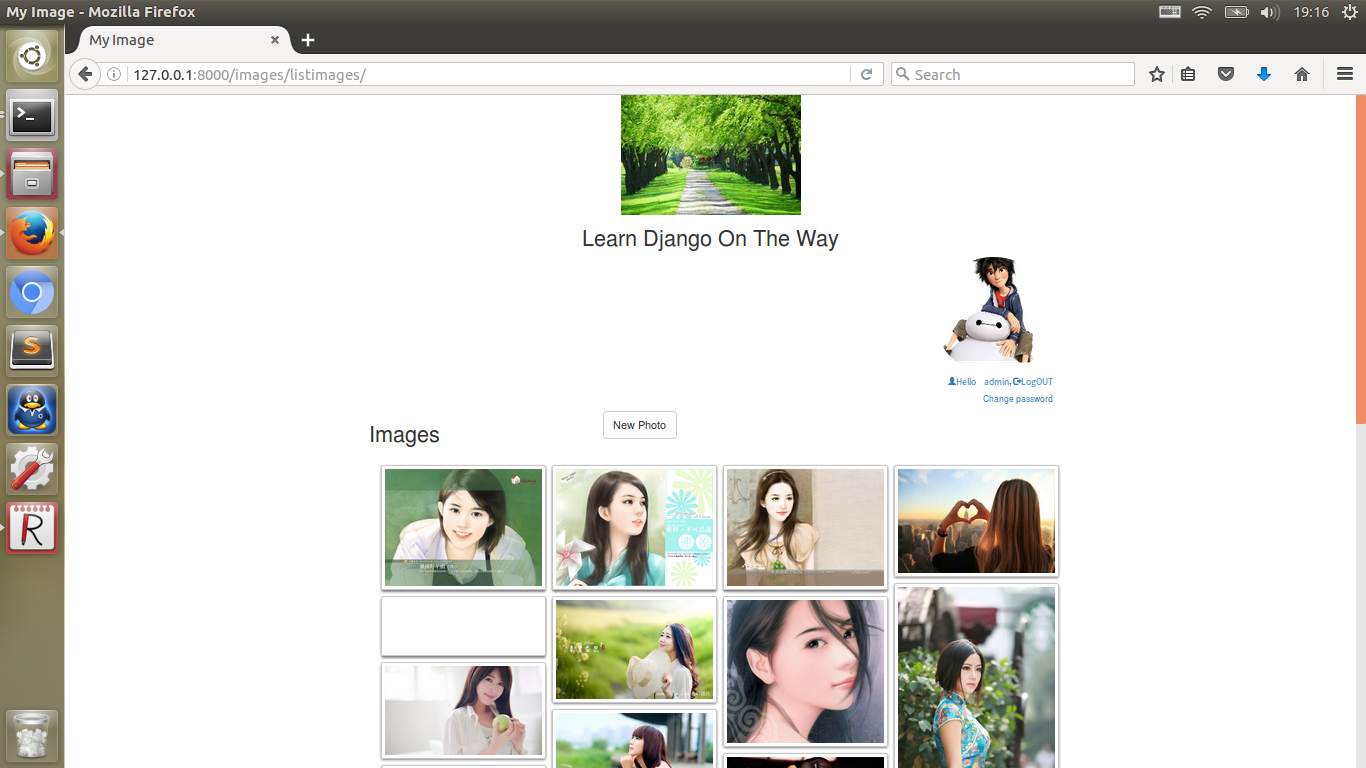 My Image - Mozilla Firefox
19:16
My Image
127.0.0.1:8000/images/listimages/
Search
Learn Django On The Way
Hello admin, LogOUT
Change password
New Photo
Images